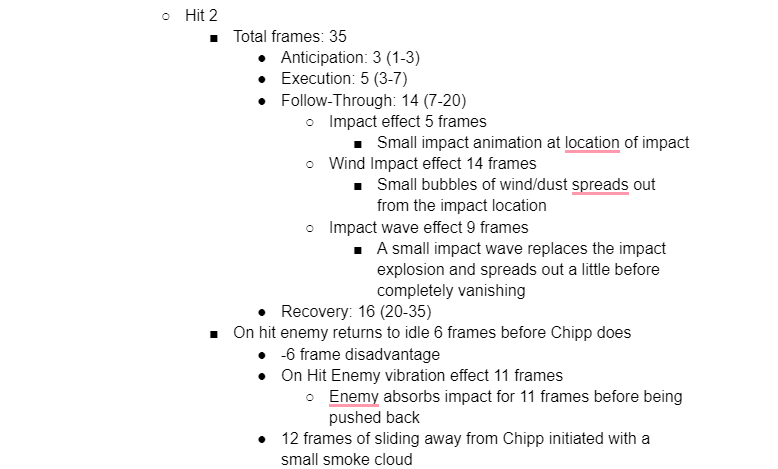 Hit 2
Total frames: 35
Anticipation: 3 (1-3)
Execution: 5 (3-7)
Follow-Through: 14 (7-20)
Impact effect 5 frames
Small impact animation at location of impact
Wind Impact effect 14 frames
Small bubbles of wind/dust spreads out
from the impact location
Impact wave effect 9 frames
A small impact wave replaces the impact
explosion and spreads out a little before
completely vanishing
Recovery: 16 (20-35)
On hit enemy returns to idle 6 frames before Chipp does
-6 frame disadvantage
On Hit Enemy vibration effect 11 frames
Enemy absorbs impact for 11 frames before being
pushed back
12 frames of sliding away from Chipp initiated with a
small smoke cloud